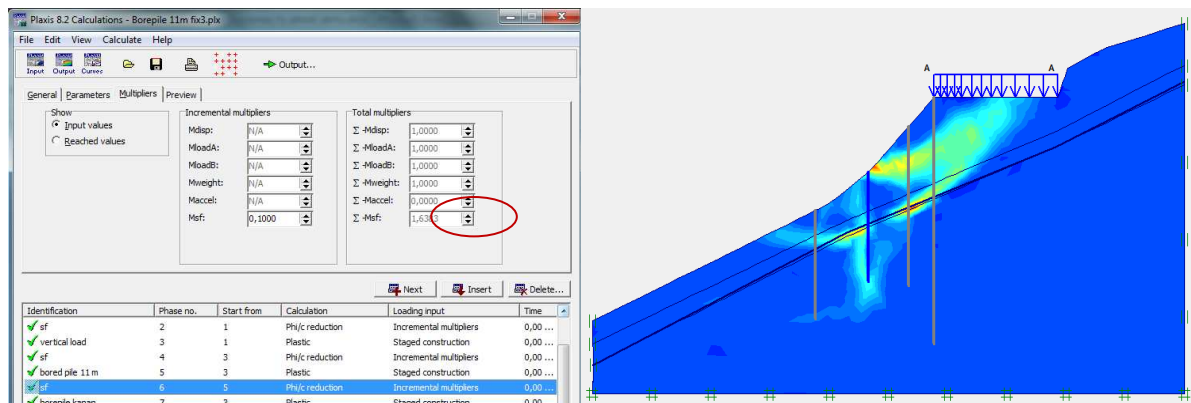 Plaxis 8.2 Calculations - Borepile 11m fix3.plx
File Edit View Calculate Help
Input Output Curves Output...
General Parameters Multipliers Preview
Show
Input values
Reached values
Incremental multipliers
Mdisp: N/A
MloadA: N/A
MloadB: N/A
Mweight: N/A
Maccel: N/A
Msf: 0,1000
Total multipliers
Σ -Mdisp: 1,0000
Σ -MloadA: 1,0000
Σ -MloadB: 1,0000
Σ -Mweight: 1,0000
Σ -Maccel: 0,0000
Σ -Msf:
Next Insert Delete...
Identification Phase no. Start from Calculation Loading input Time
sf 2 1 Phi/c reduction Incremental multipliers 0,00 ...
vertical load 3 1 Plastic Staged construction 0,00 ...
sf 4 3 Phi/c reduction Incremental multipliers 0,00 ...
bored pile 11 m 5 3 Plastic Staged construction 0,00 ...
sf 6 5 Phi/c reduction Incremental multipliers 0,00 ...
7 3 Plastic Staged construction 0,00
A A